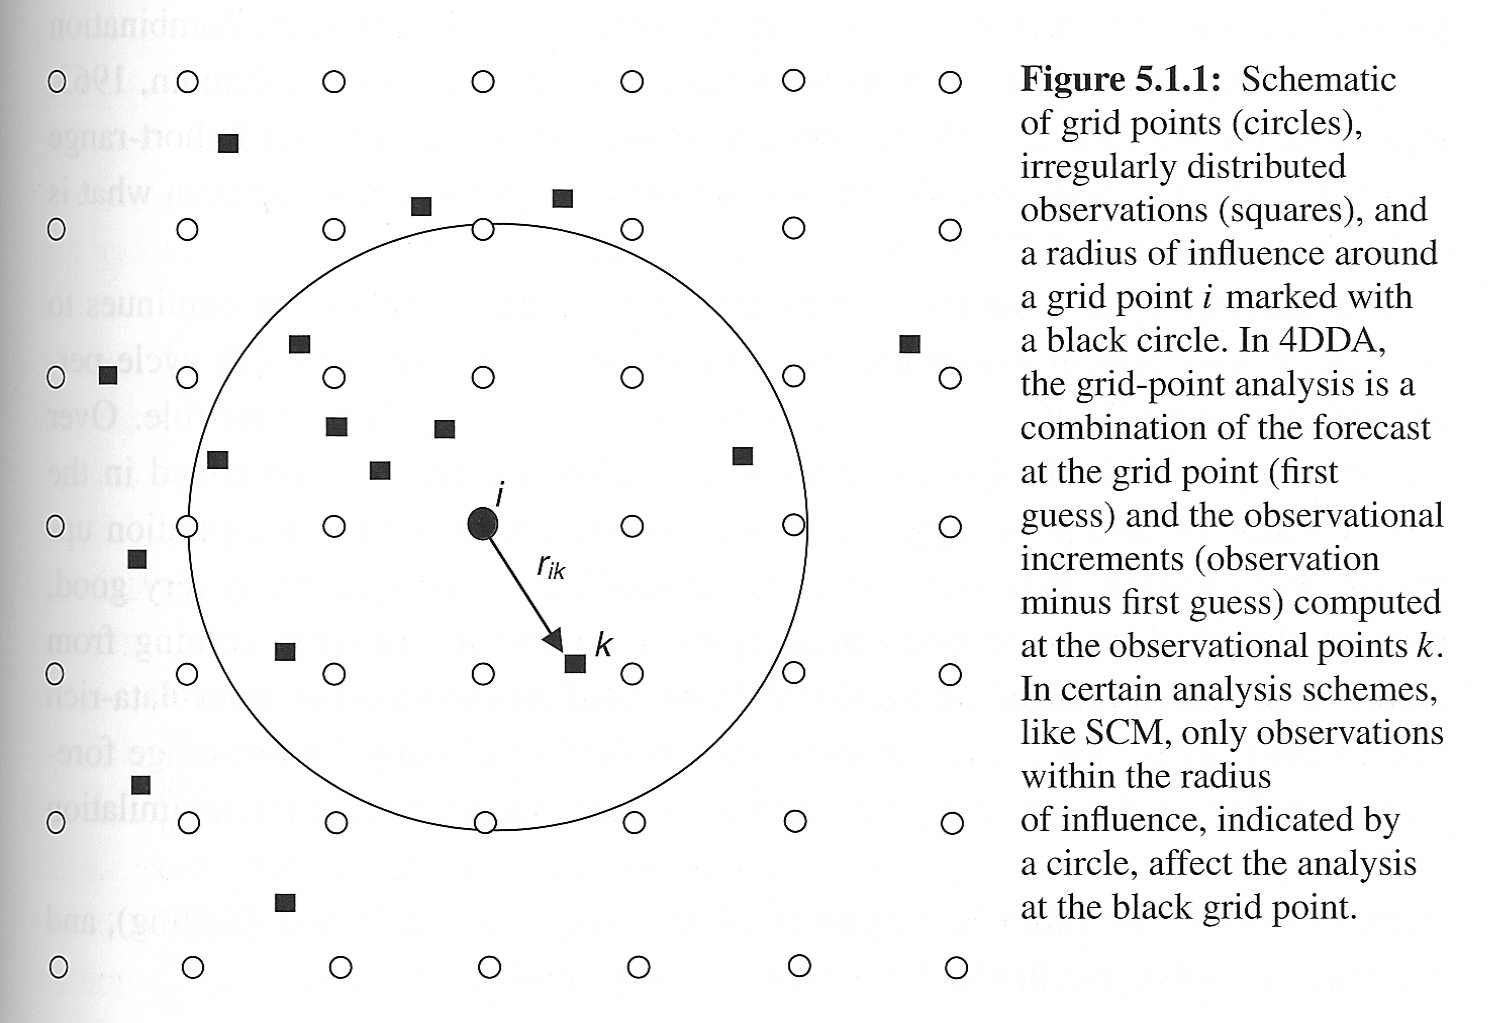 i
r_ik
k
Figure 5.1.1: Schematic
of grid points (circles),
irregularly distributed
observations (squares), and
a radius of influence around
a grid point i marked with
a black circle. In 4DDA,
the grid-point analysis is a
combination of the forecast
at the grid point (first
guess) and the observational
increments (observation
minus first guess) computed
at the observational points k.
In certain analysis schemes,
like SCM, only observations
within the radius
of influence, indicated by
a circle, affect the analysis
at the black grid point.